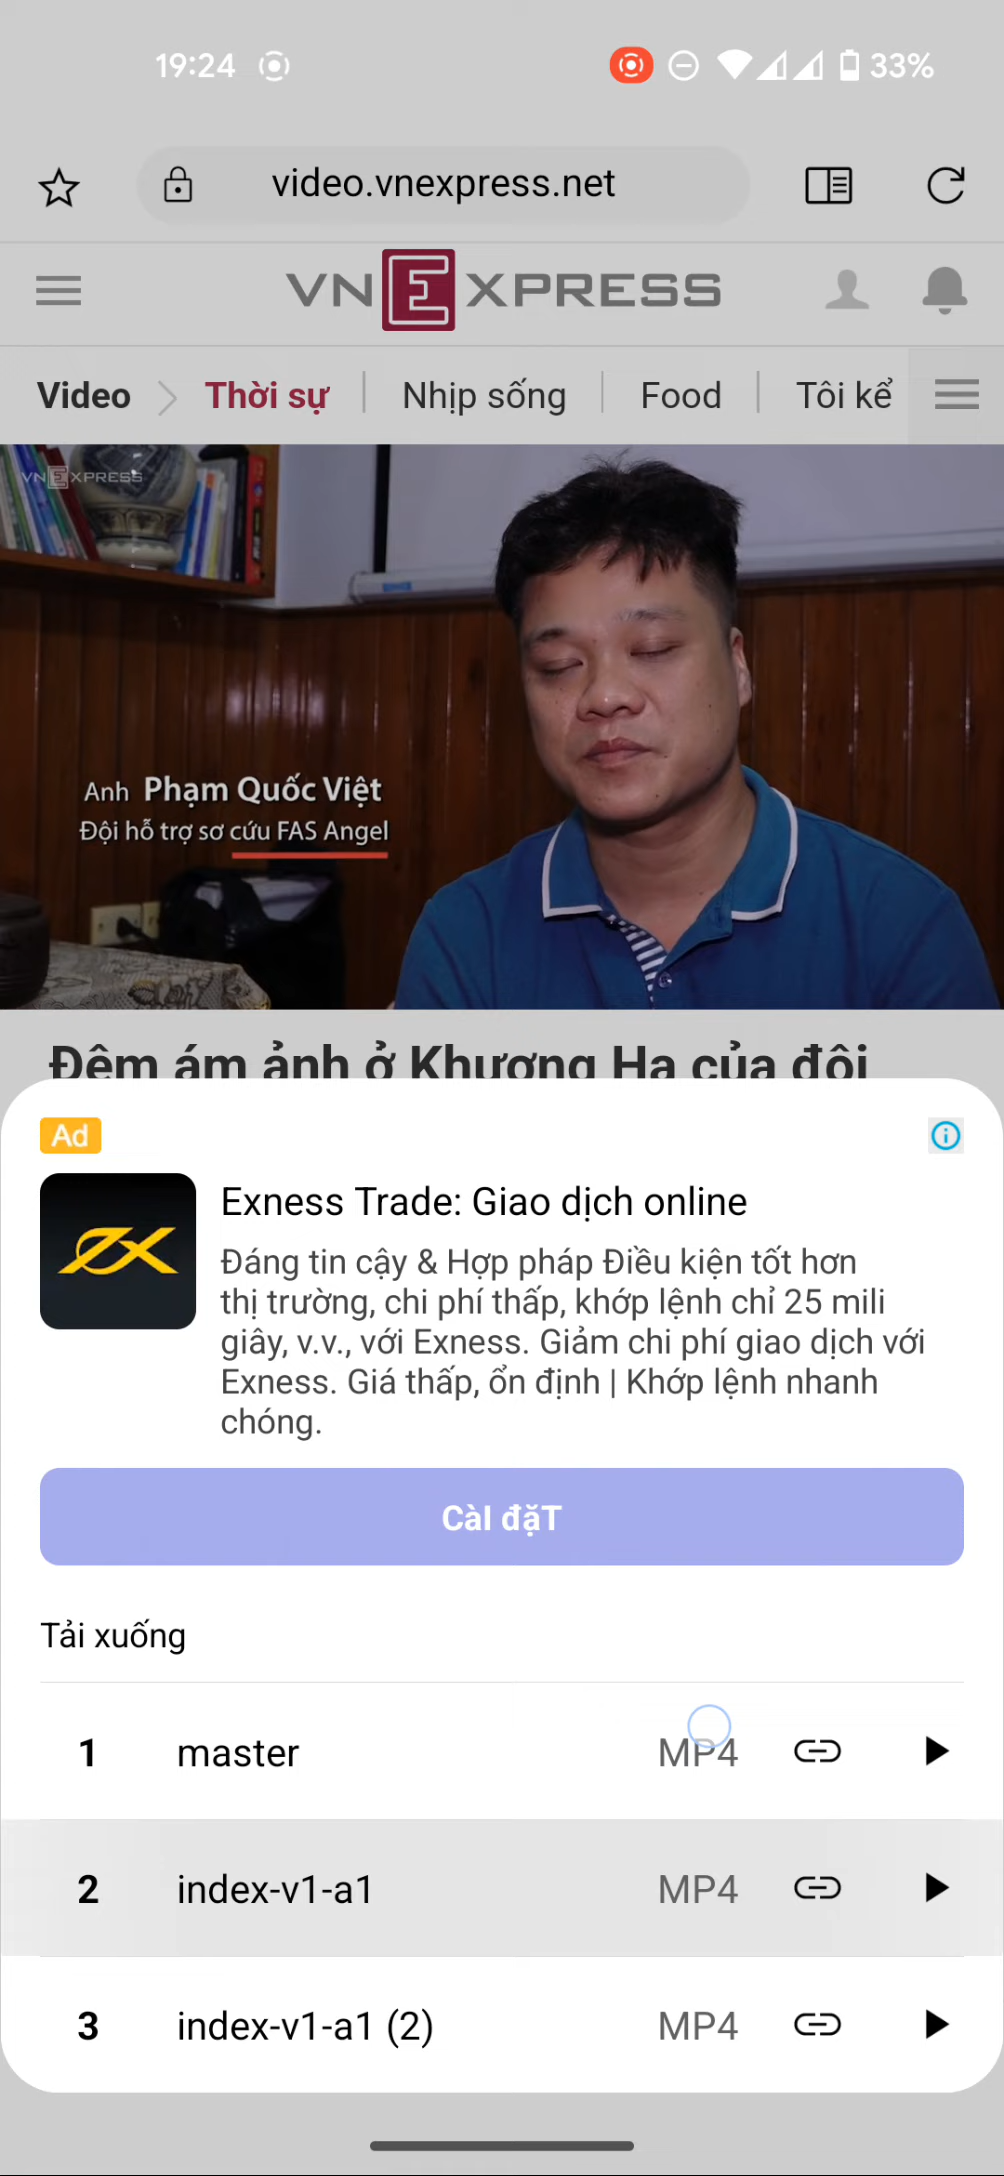 19:24
33%
video.vnexpress.net
VNEXPRESS
Video
Thời sự
Nhịp sống
Food
Tôi kể
VNEXPRESS
Anh Phạm Quốc Việt
Đội hỗ trợ sơ cứu FAS Angel
Đêm ám ảnh ở Khương Hạ của đội
Ad
Exness Trade: Giao dịch online
Đáng tin cậy & Hợp pháp Điều kiện tốt hơn
thị trường, chi phí thấp, khớp lệnh chỉ 25 mili
giây, v.v., với Exness. Giảm chi phí giao dịch với
Exness. Giá thấp, ổn định | Khớp lệnh nhanh
chóng.
CàI đặT
Tải xuống
1 master MP4
2 index-v1-a1 MP4
3 index-v1-a1 (2) MP4